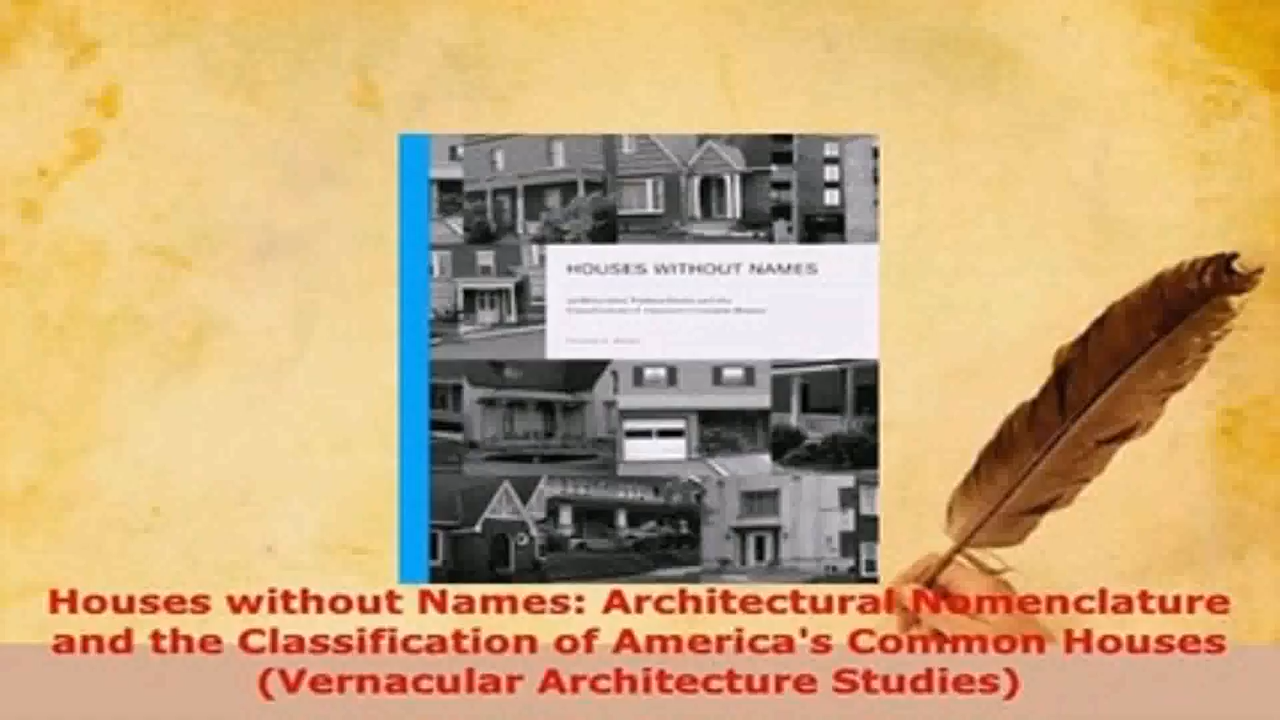 HOUSES WITHOUT NAMES
Houses without Names: Architectural Nomenclature
and the Classification of America's Common Houses
(Vernacular Architecture Studies)